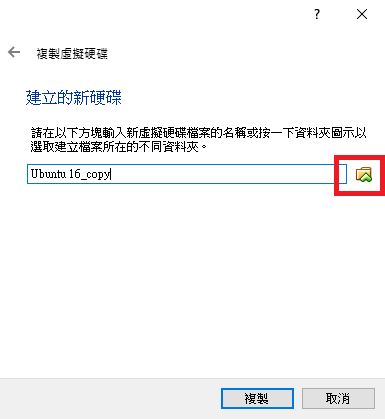 ?
複製虛擬硬碟
建立的新硬碟
請在以下方塊輸入新虛擬硬碟檔案的名稱或按一下資料夾圖示以
選取建立檔案所在的不同資料夾。
Ubuntu 16_copy
複製
取消